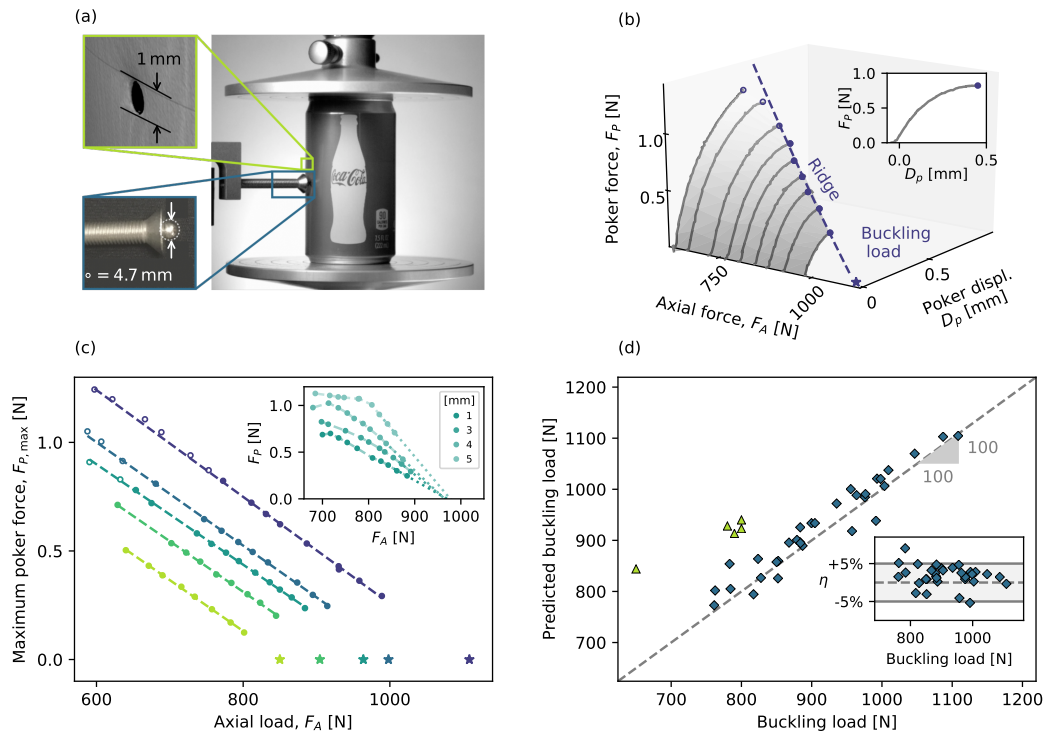 (a)
1 mm
∘ = 4.7 mm
Coca-Cola
(b)
Poker force, F_P [N]
1.0
0.5
Ridge
Buckling
load
750
1000
Axial force, F_A [N]
0
0.5
Poker displ.
D_p [mm]
F_P [N]
1.0
0.5
0.0
0.0
0.5
D_p [mm]
(c)
Maximum poker force, F_P,max [N]
1.0
0.5
0.0
600
800
1000
Axial load, F_A [N]
F_P [N]
1.0
0.5
0.0
700
800
900
1000
F_A [N]
[mm]
1
3
4
5
(d)
Predicted buckling load [N]
1200
1100
1000
900
800
700
700
800
900
1000
1100
1200
Buckling load [N]
100
100
+5%
η
-5%
800
1000
Buckling load [N]